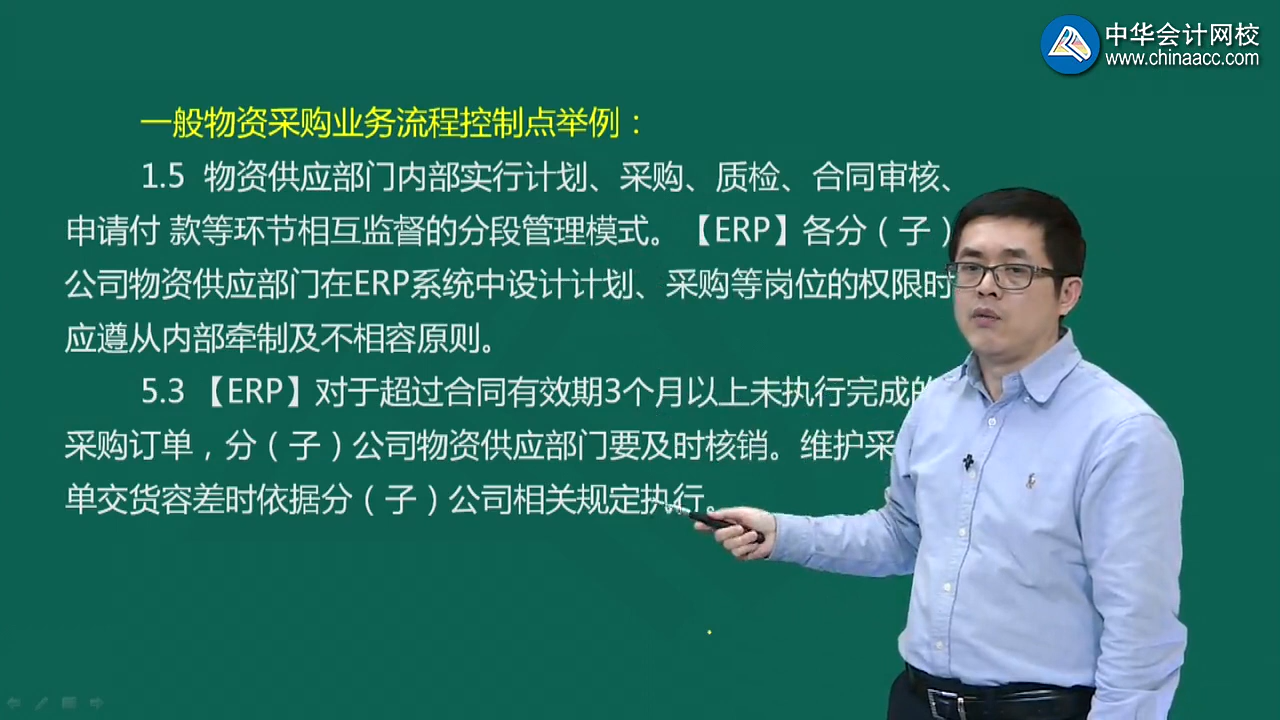 中华会计网校
www.chinaacc.com
一般物资采购业务流程控制点举例：
1.5 物资供应部门内部实行计划、采购、质检、合同审核、
申请付 款等环节相互监督的分段管理模式。【ERP】各分（子）
公司物资供应部门在ERP系统中设计计划、采购等岗位的权限时
应遵从内部牵制及不相容原则。
5.3 【ERP】对于超过合同有效期3个月以上未执行完成的
采购订单，分（子）公司物资供应部门要及时核销。维护采
单交货容差时依据分（子）公司相关规定执行。